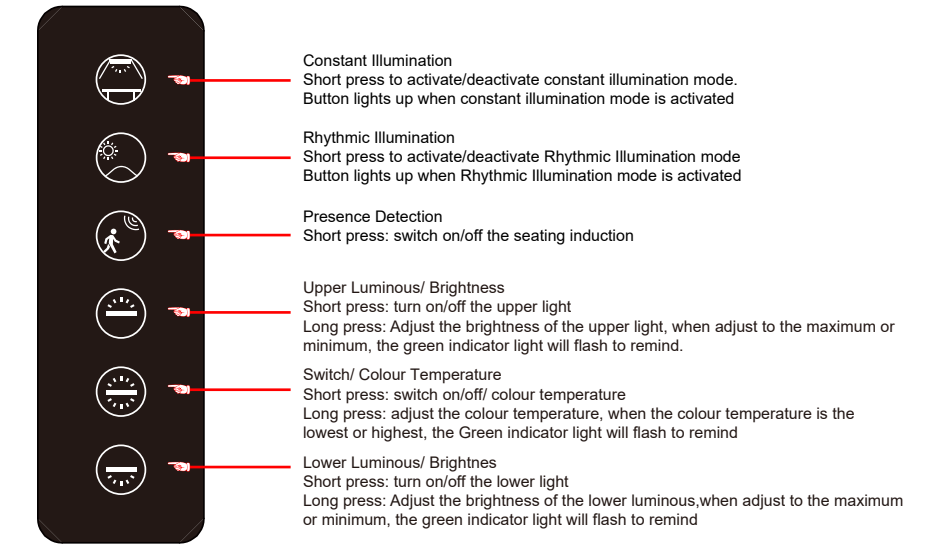 Constant Illumination
Short press to activate/deactivate constant illumination mode.
Button lights up when constant illumination mode is activated
Rhythmic Illumination
Short press to activate/deactivate Rhythmic Illumination mode
Button lights up when Rhythmic Illumination mode is activated
Presence Detection
Short press: switch on/off the seating induction
Upper Luminous/ Brightness
Short press: turn on/off the upper light
Long press: Adjust the brightness of the upper light, when adjust to the maximum or
minimum, the green indicator light will flash to remind.
Switch/ Colour Temperature
Short press: switch on/off/ colour temperature
Long press: adjust the colour temperature, when the colour temperature is the
lowest or highest, the Green indicator light will flash to remind
Lower Luminous/ Brightnes
Short press: turn on/off the lower light
Long press: Adjust the brightness of the lower luminous,when adjust to the maximum
or minimum, the green indicator light will flash to remind